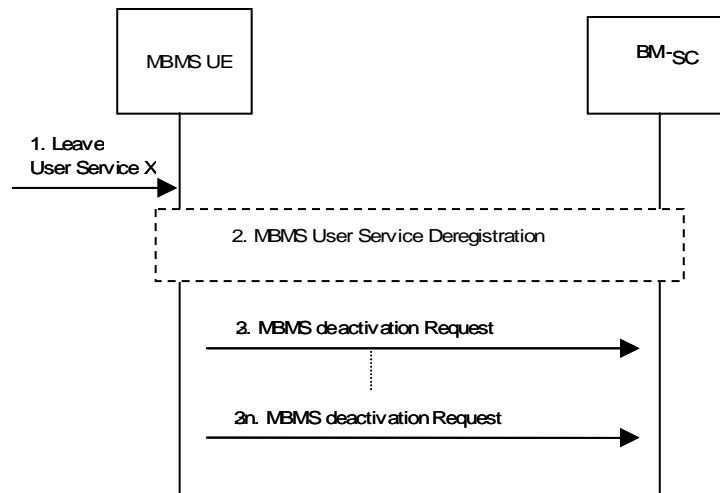 MBMS UE
BM-SC
1. Leave
User Service X
2. MBMS User Service Deregistration
3. MBMS deactivation Request
3n. MBMS deactivation Request